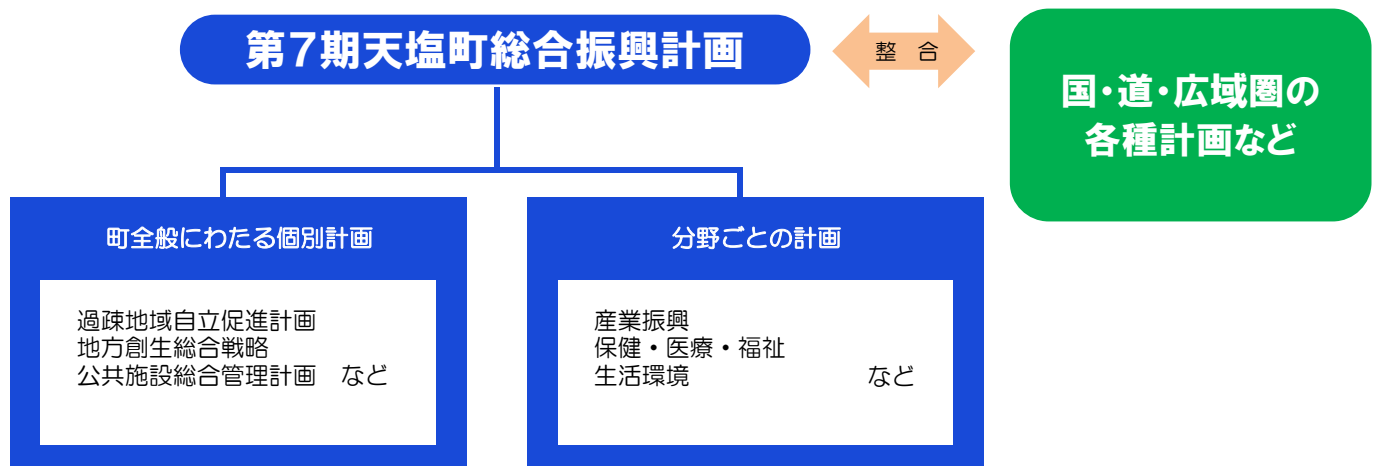 第7期天塩町総合振興計画
整 合
国・道・広域圏の
各種計画など
町全般にわたる個別計画
過疎地域自立促進計画
地方創生総合戦略
公共施設総合管理計画 など
分野ごとの計画
産業振興
保健・医療・福祉
生活環境 など